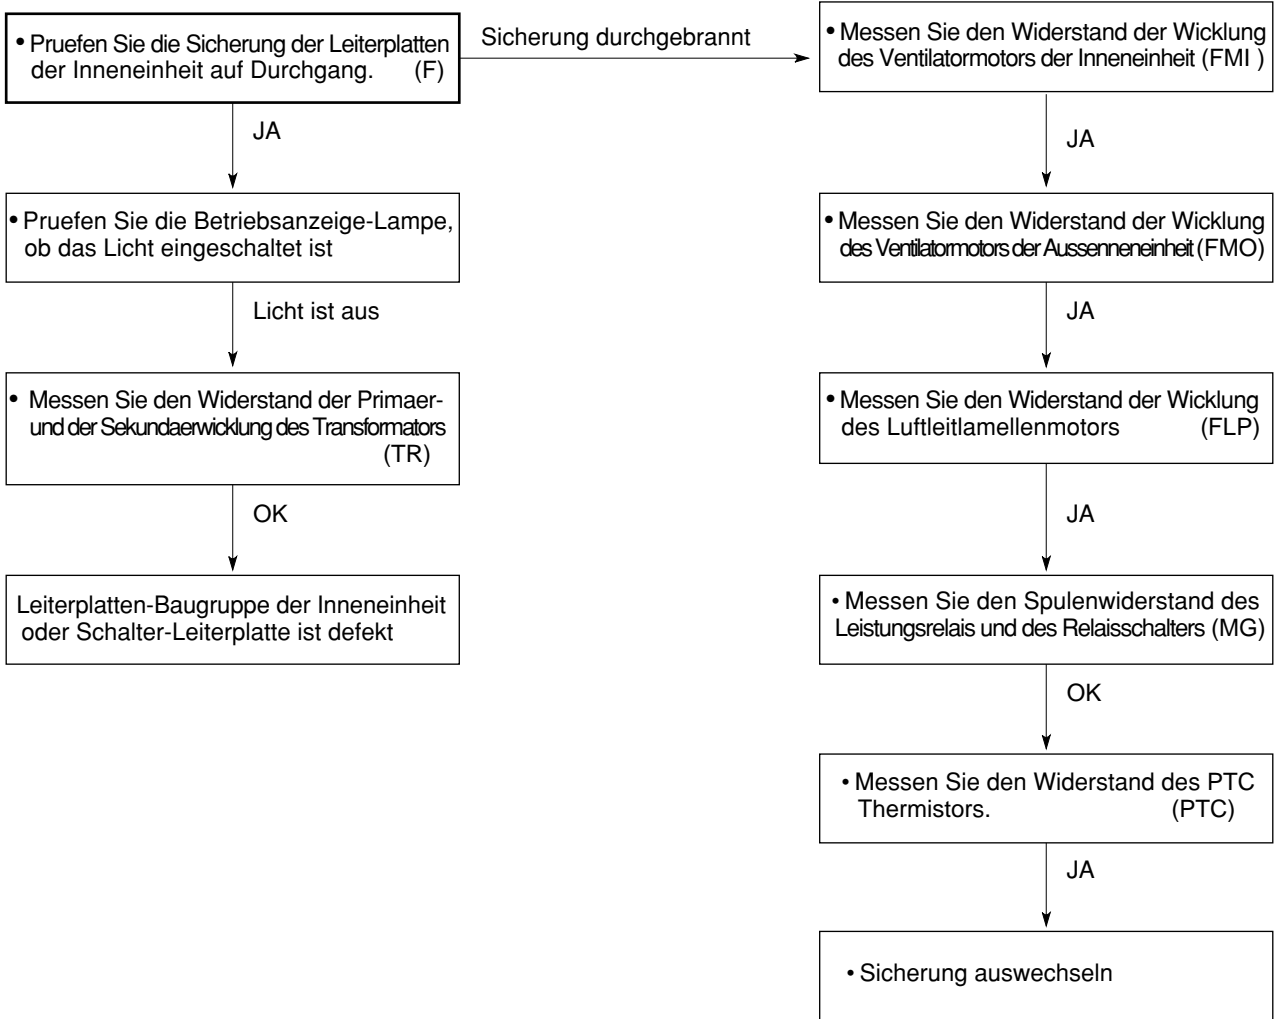 • Pruefen Sie die Sicherung der Leiterplatten
der Inneneinheit auf Durchgang. (F)
Sicherung durchgebrannt
• Messen Sie den Widerstand der Wicklung
des Ventilatormotors der Inneneinheit (FMI )
JA
JA
• Pruefen Sie die Betriebsanzeige-Lampe,
ob das Licht eingeschaltet ist
• Messen Sie den Widerstand der Wicklung
des Ventilatormotors der Aussenneneinheit (FMO)
Licht ist aus
JA
• Messen Sie den Widerstand der Primaer-
und der Sekundaerwicklung des Transformators
(TR)
• Messen Sie den Widerstand der Wicklung
des Luftleitlamellenmotors (FLP)
OK
JA
Leiterplatten-Baugruppe der Inneneinheit
oder Schalter-Leiterplatte ist defekt
• Messen Sie den Spulenwiderstand des
Leistungsrelais und des Relaisschalters (MG)
OK
• Messen Sie den Widerstand des PTC
Thermistors. (PTC)
JA
• Sicherung auswechseln